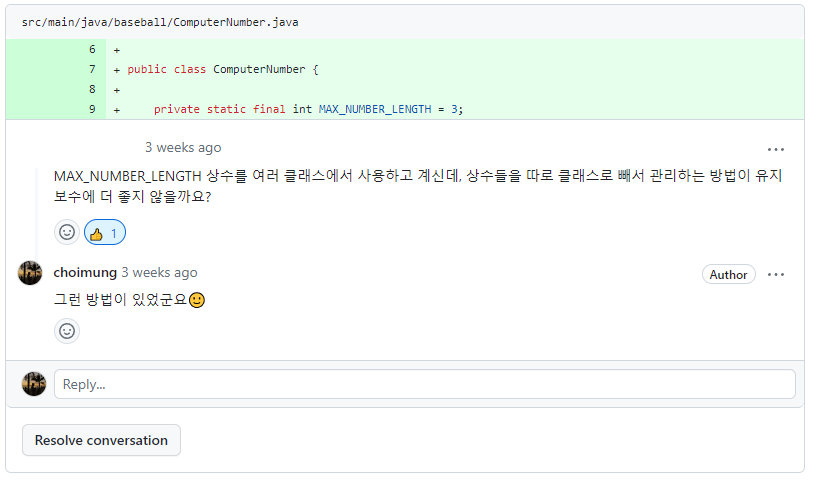 src/main/java/baseball/ComputerNumber.java
6 +
7 + public class ComputerNumber {
8 +
9 + private static final int MAX_NUMBER_LENGTH = 3;
3 weeks ago
MAX_NUMBER_LENGTH 상수를 여러 클래스에서 사용하고 계신데, 상수들을 따로 클래스로 빼서 관리하는 방법이 유지
보수에 더 좋지 않을까요?
👍 1
choimung 3 weeks ago Author
그런 방법이 있었군요🙂
Reply...
Resolve conversation